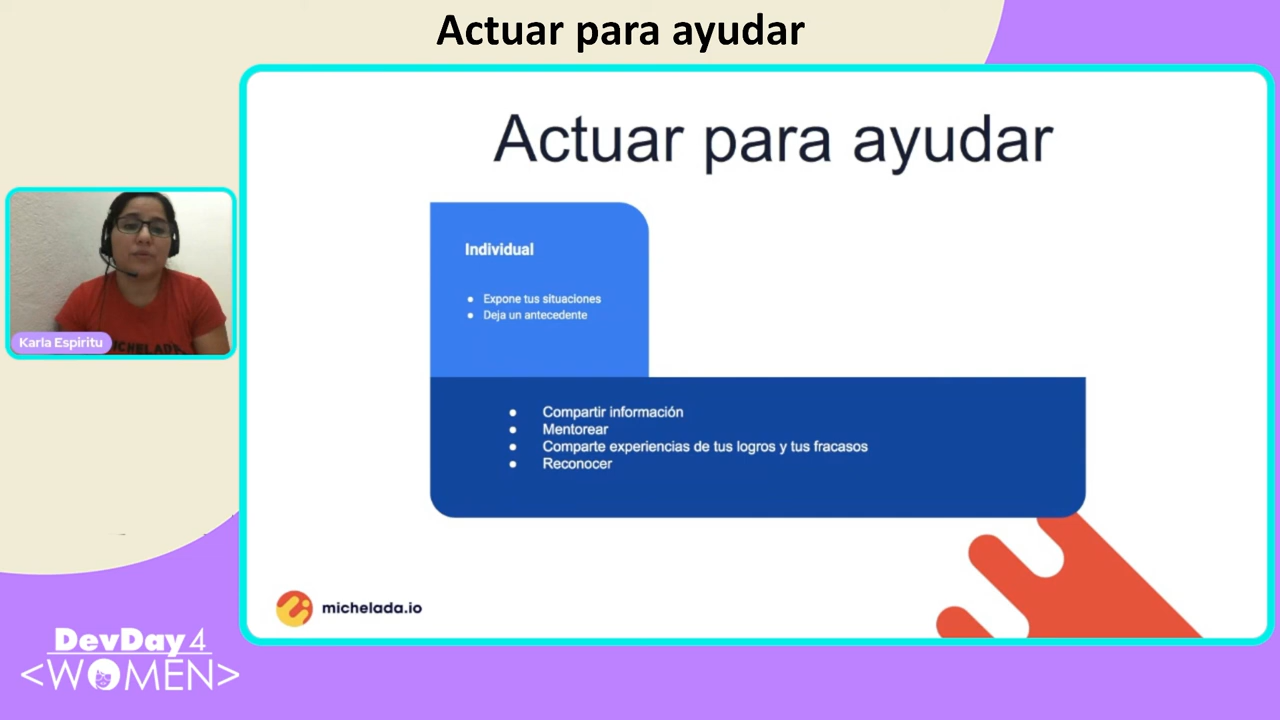 Actuar para ayudar
Actuar para ayudar
Individual
● Expone tus situaciones
● Deja un antecedente
● Compartir información
● Mentorear
● Comparte experiencias de tus logros y tus fracasos
● Reconocer
Karla Espiritu
MICHELADA
michelada.io
DevDay4
<WOMEN>